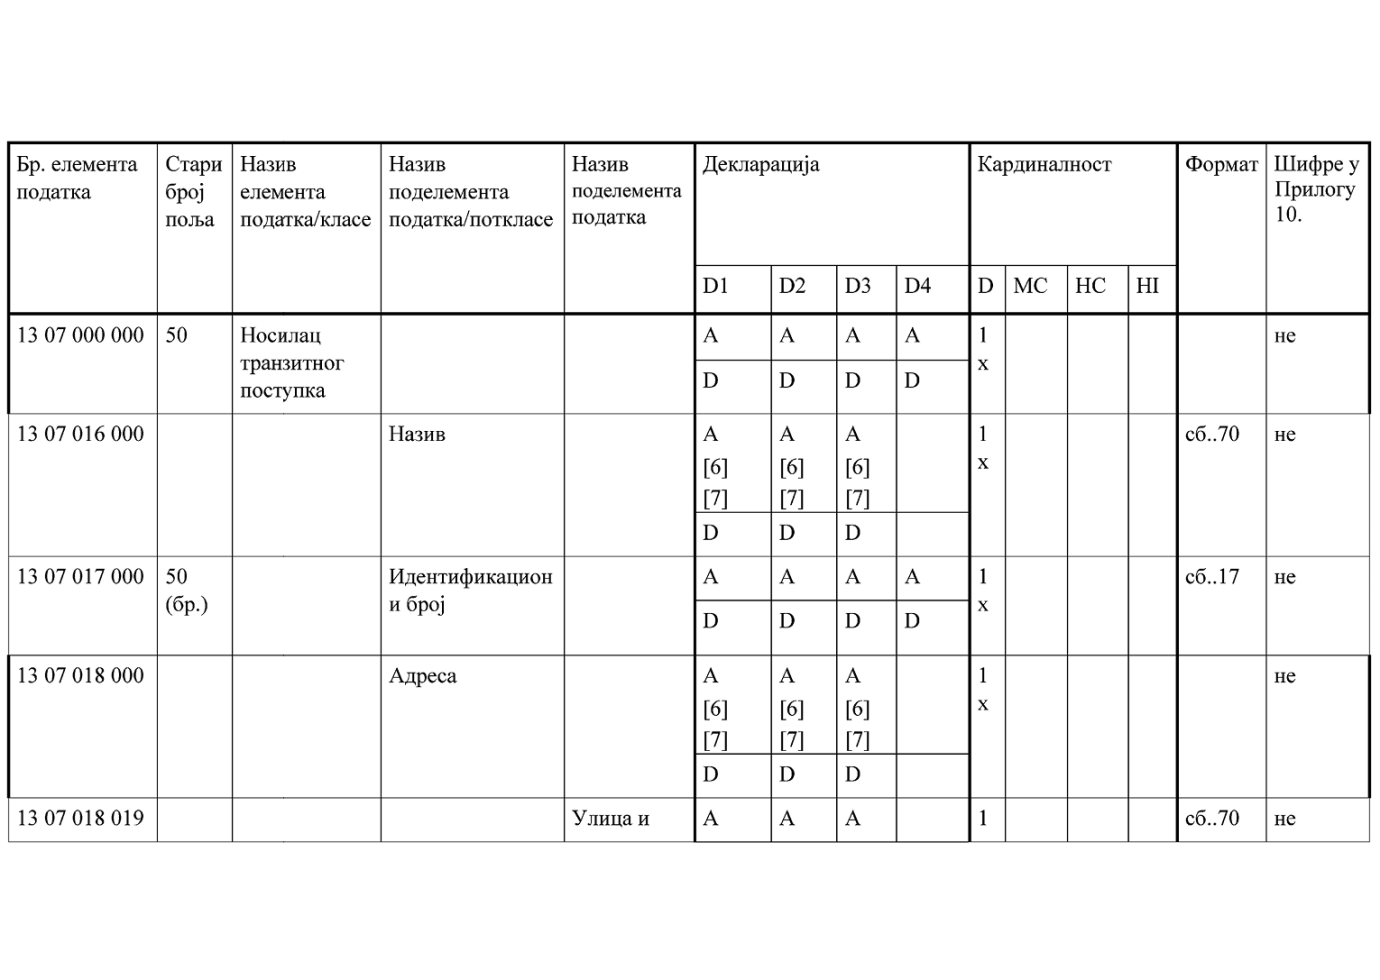 Бр. елемента податка | Стари број поља | Назив елемента податка/класе | Назив поделемента податка/поткласе | Назив поделемента податка | Декларација | Кардиналност | Формат | Шифре у Прилогу 10.
D1 | D2 | D3 | D4 | D | MC | HC | HI
13 07 000 000 | 50 | Носилац транзитног поступка | A | A | A | A | 1 x | не
D | D | D | D
13 07 016 000 | Назив | A [6] [7] | A [6] [7] | A [6] [7] | 1 x | сб..70 | не
D | D | D
13 07 017 000 | 50 (бр.) | Идентификацион и број | A | A | A | A | 1 x | сб..17 | не
D | D | D | D
13 07 018 000 | Адреса | A [6] [7] | A [6] [7] | A [6] [7] | 1 x | не
D | D | D
13 07 018 019 | Улица и | A | A | A | 1 | сб..70 | не